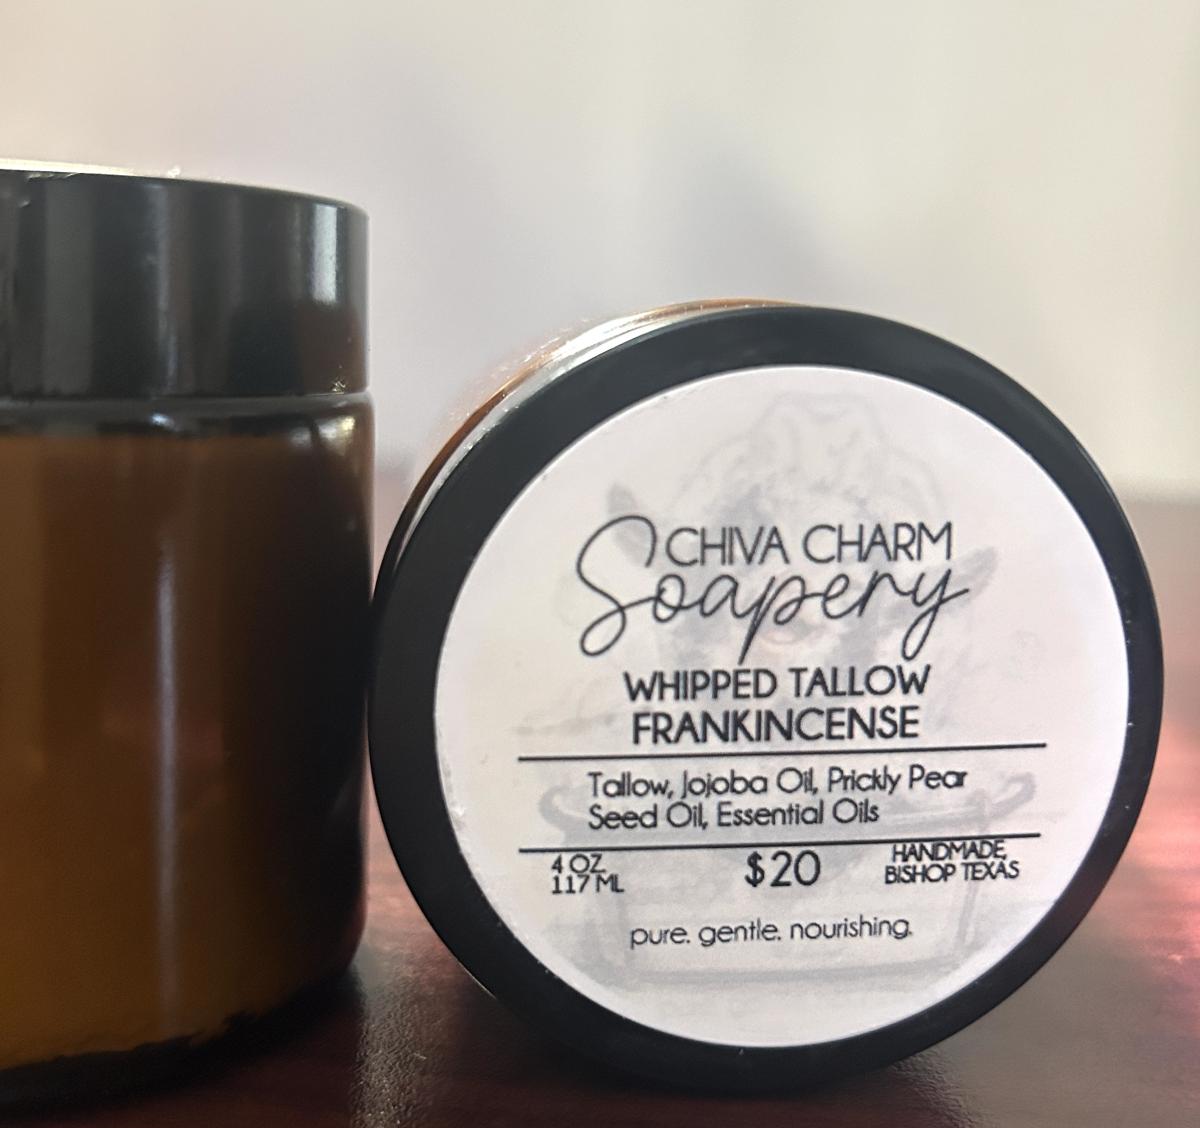 CHIVA CHARM
Soapery
WHIPPED TALLOW
FRANKINCENSE
Tallow, Jojoba Oil, Prickly Pear
Seed Oil, Essential Oils
4 OZ
117 ML
$20
HANDMADE,
BISHOP TEXAS
pure. gentle. nourishing.